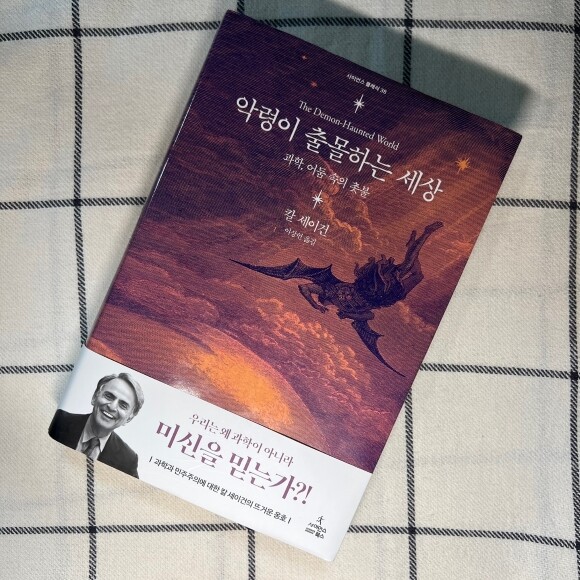 사이언스 클래식 38
The Demon-Haunted World
악령이 출몰하는 세상
과학, 어둠 속의 촛불
칼 세이건
이상헌 옮김
우리는 왜 과학이 아니라
미신을 믿는가?!
| 과학과 민주주의에 대한 칼 세이건의 뜨거운 옹호 |
사이언스
북스